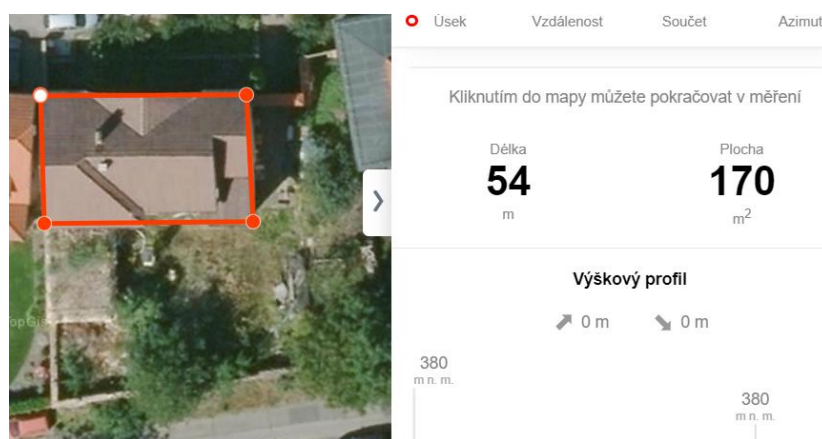 Úsek Vzdálenost Součet Azimut
Kliknutím do mapy můžete pokračovat v měření
Délka Plocha
54 170
m m²
Výškový profil
0 m 0 m
380
m n. m.
380
m n. m.